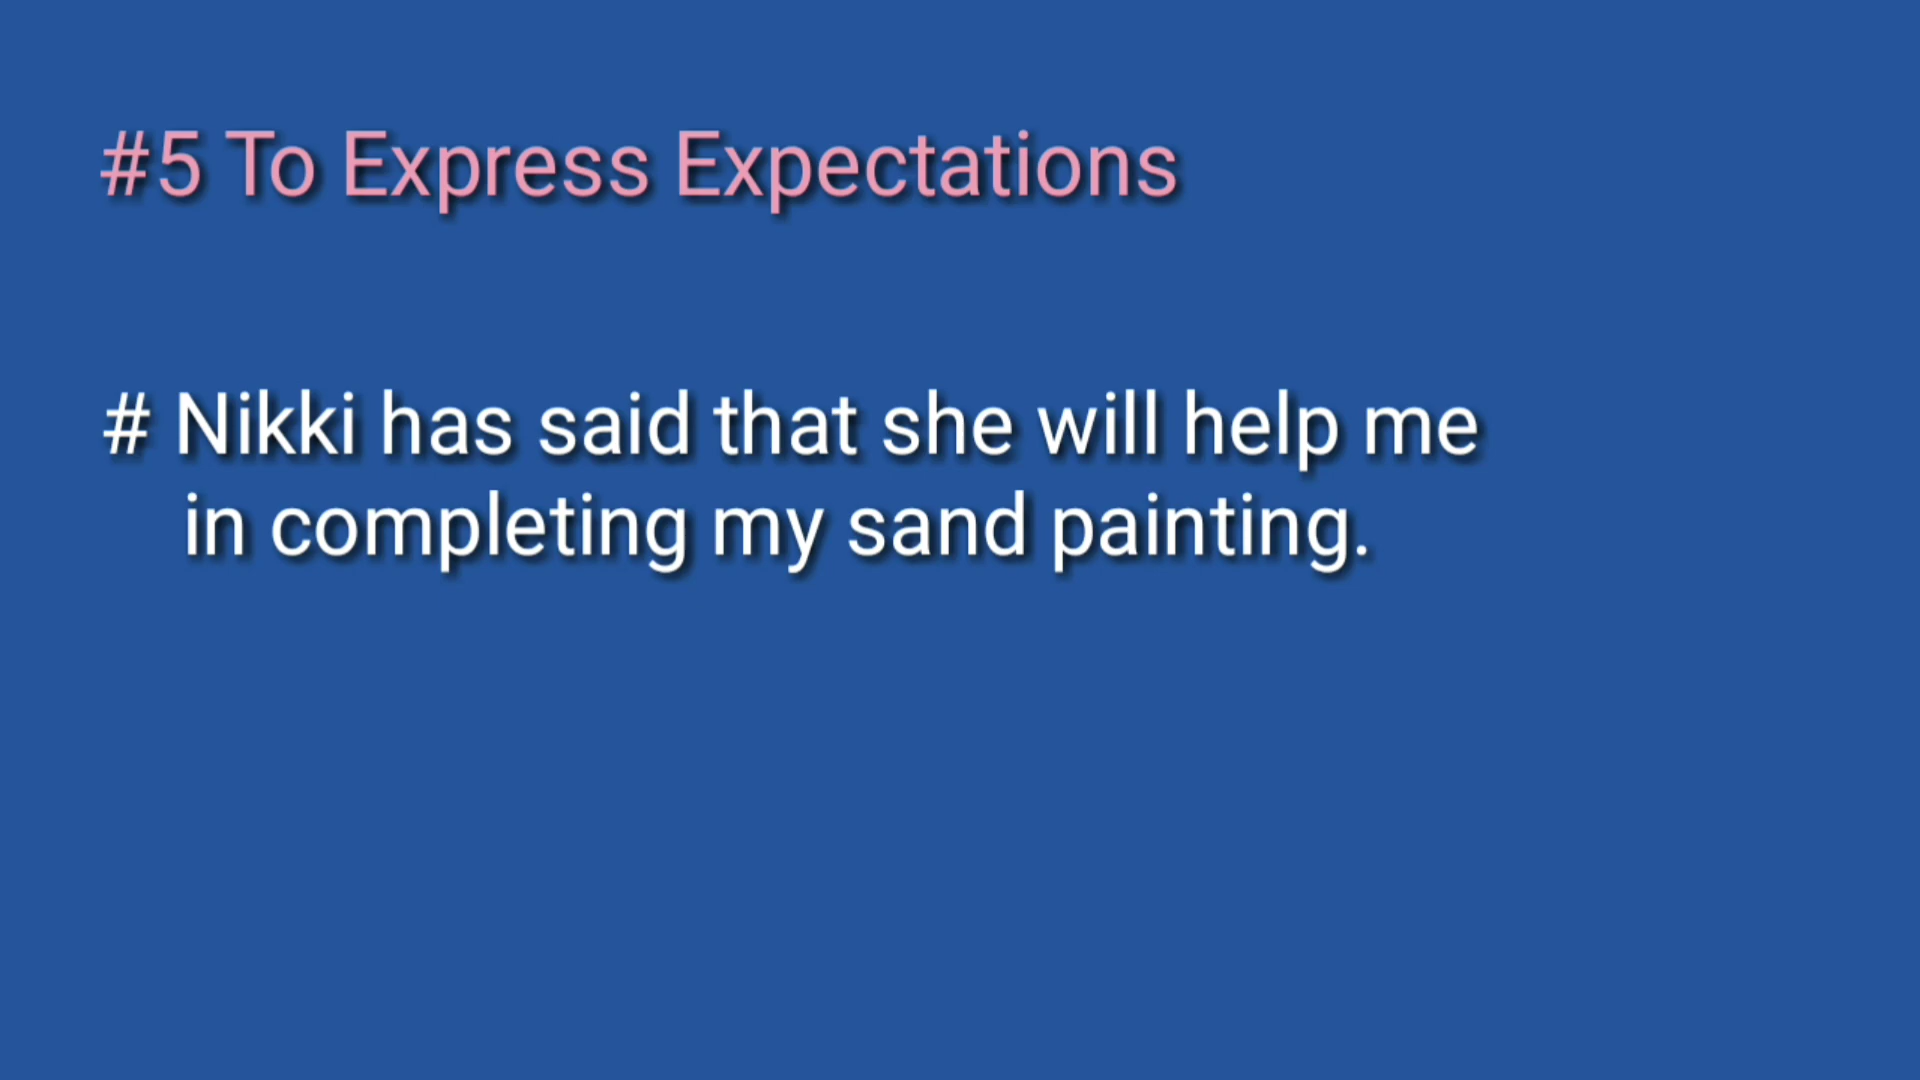 #5 To Express Expectations
# Nikki has said that she will help me
in completing my sand painting.